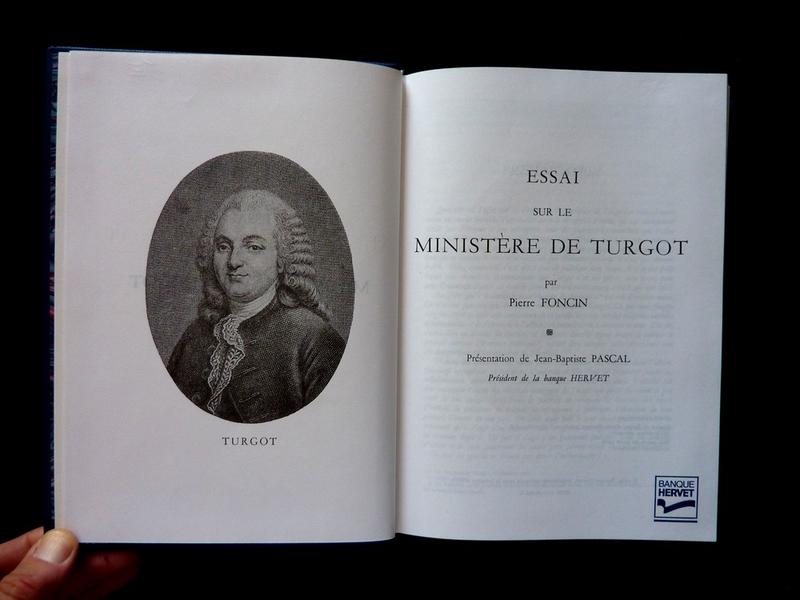 TURGOT
ESSAI
SUR LE
MINISTÈRE DE TURGOT
par
Pierre FONCIN
Présentation de Jean-Baptiste PASCAL
Président de la banque HERVET
BANQUE
HERVET